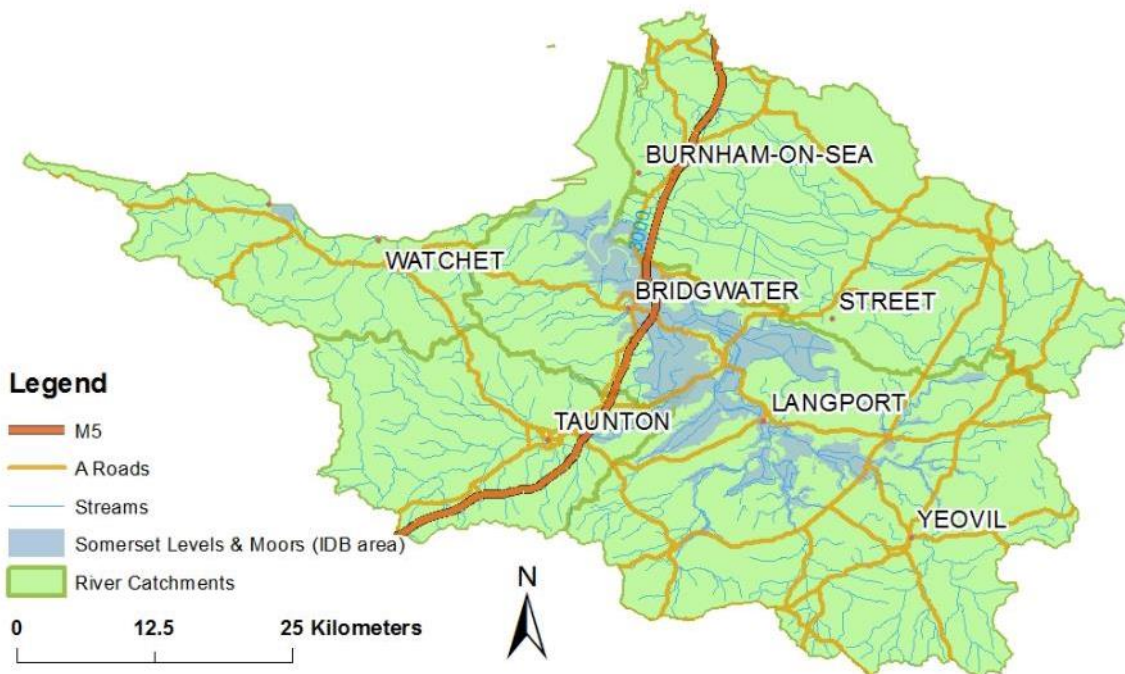 BURNHAM-ON-SEA
3000
WATCHET
BRIDGWATER
STREET
Legend
M5
A Roads
Streams
Somerset Levels & Moors (IDB area)
River Catchments
LANGPORT
TAUNTON
YEOVIL
N
0 12.5 25 Kilometers